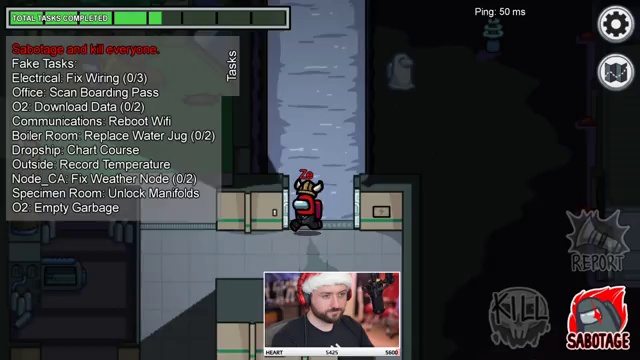 TOTAL TASKS COMPLETED
Ping: 50 ms
Sabotage and kill everyone.
Fake Tasks:
Electrical: Fix Wiring (0/3)
Office: Scan Boarding Pass
O2: Download Data (0/2)
Communications: Reboot Wifi
Boiler Room: Replace Water Jug (0/2)
Dropship: Chart Course
Outside: Record Temperature
Node_CA: Fix Weather Node (0/2)
Specimen Room: Unlock Manifolds
O2: Empty Garbage
Tasks
Ze
REPORT
KILL
SABOTAGE
HEART 5425 5600